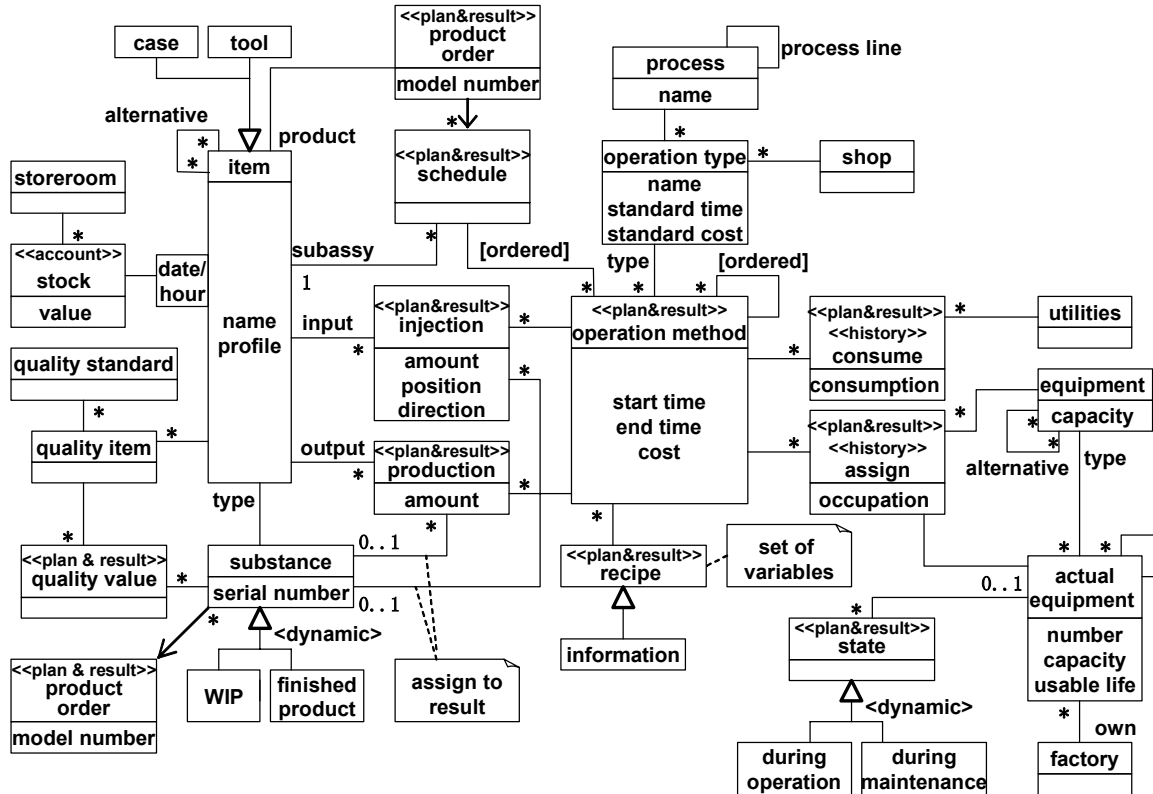 case
tool
<<plan&result>>
product
order
model number
process
name
process line
alternative
*
*
product
*
item
name
profile
<<plan&result>>
schedule
*
operation type
name
standard time
standard cost
*
shop
storeroom
*
<<account>>
stock
value
date/
hour
subassy
*
1
[ordered]
*
type
*
[ordered]
*
input
*
<<plan&result>>
injection
amount
position
direction
*
*
<<plan&result>>
operation method
start time
end time
cost
*
<<plan&result>>
<<history>>
consume
consumption
*
utilities
quality standard
*
quality item
*
*
<<plan&result>>
<<history>>
assign
occupation
*
equipment
capacity
*
*
alternative
type
output
*
<<plan&result>>
production
amount
*
*
type
*
<<plan & result>>
quality value
*
substance
serial number
0..1
0..1
*
*
<<plan&result>>
recipe
set of
variables
information
*
*
0..1
actual
equipment
number
capacity
usable life
*
<<plan&result>>
state
<dynamic>
WIP
finished
product
assign to
result
<<plan & result>>
product
order
model number
<dynamic>
during
operation
during
maintenance
*
own
factory